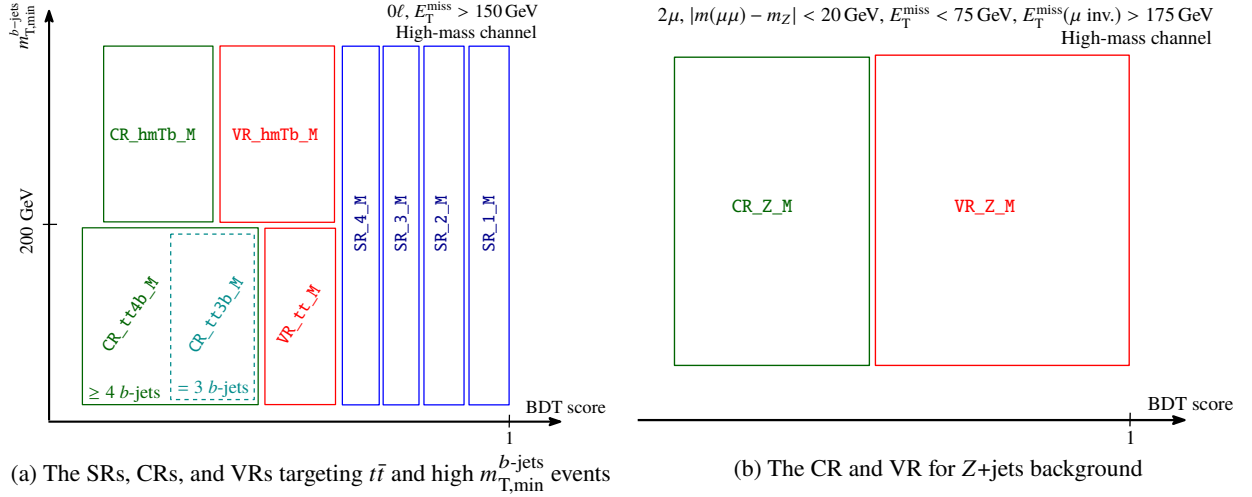 m_{T,min}^{b-jets}
0ℓ, E_T^{miss} > 150 GeV
High-mass channel
CR_hmTb_M
VR_hmTb_M
200 GeV
SR_4_M
SR_3_M
SR_2_M
SR_1_M
CR_tt4b_M
CR_tt3b_M
VR_tt_M
≥ 4 b-jets
= 3 b-jets
BDT score
1
(a) The SRs, CRs, and VRs targeting tt̄ and high m_{T,min}^{b-jets} events
2μ, |m(μμ) − m_Z| < 20 GeV, E_T^{miss} < 75 GeV, E_T^{miss}(μ inv.) > 175 GeV
High-mass channel
CR_Z_M
VR_Z_M
BDT score
1
(b) The CR and VR for Z+jets background